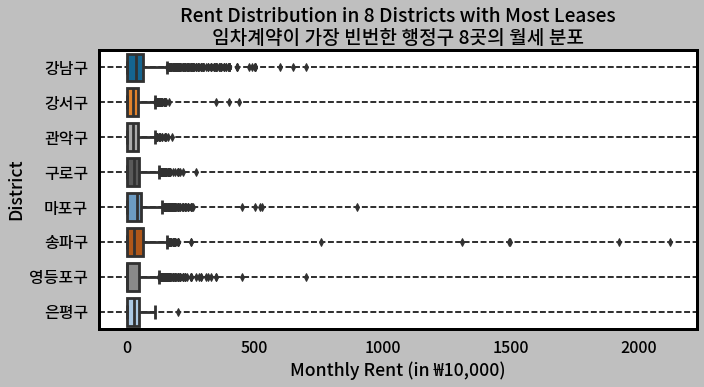 Rent Distribution in 8 Districts with Most Leases
임차계약이 가장 빈번한 행정구 8곳의 월세 분포
District
강남구
강서구
관악구
구로구
마포구
송파구
영등포구
은평구
0 500 1000 1500 2000
Monthly Rent (in ₩10,000)